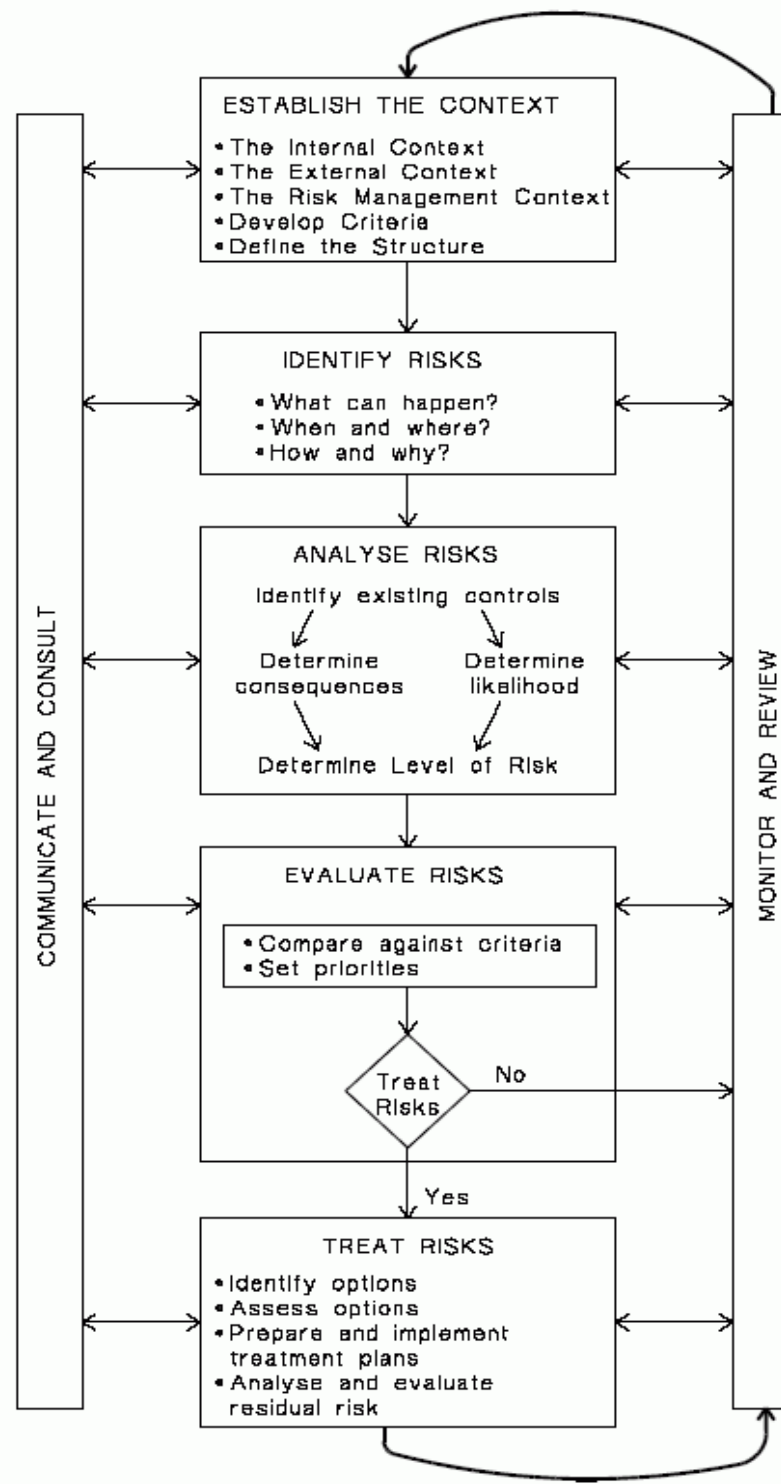 ESTABLISH THE CONTEXT
• The Internal Context
• The External Context
• The Risk Management Context
• Develop Criteria
• Define the Structure
IDENTIFY RISKS
• What can happen?
• When and where?
• How and why?
ANALYSE RISKS
Identify existing controls
Determine
consequences
Determine
likelihood
Determine Level of Risk
EVALUATE RISKS
• Compare against criteria
• Set priorities
Treat
Risks
No
Yes
TREAT RISKS
• Identify options
• Assess options
• Prepare and implement
treatment plans
• Analyse and evaluate
residual risk
COMMUNICATE AND CONSULT
MONITOR AND REVIEW